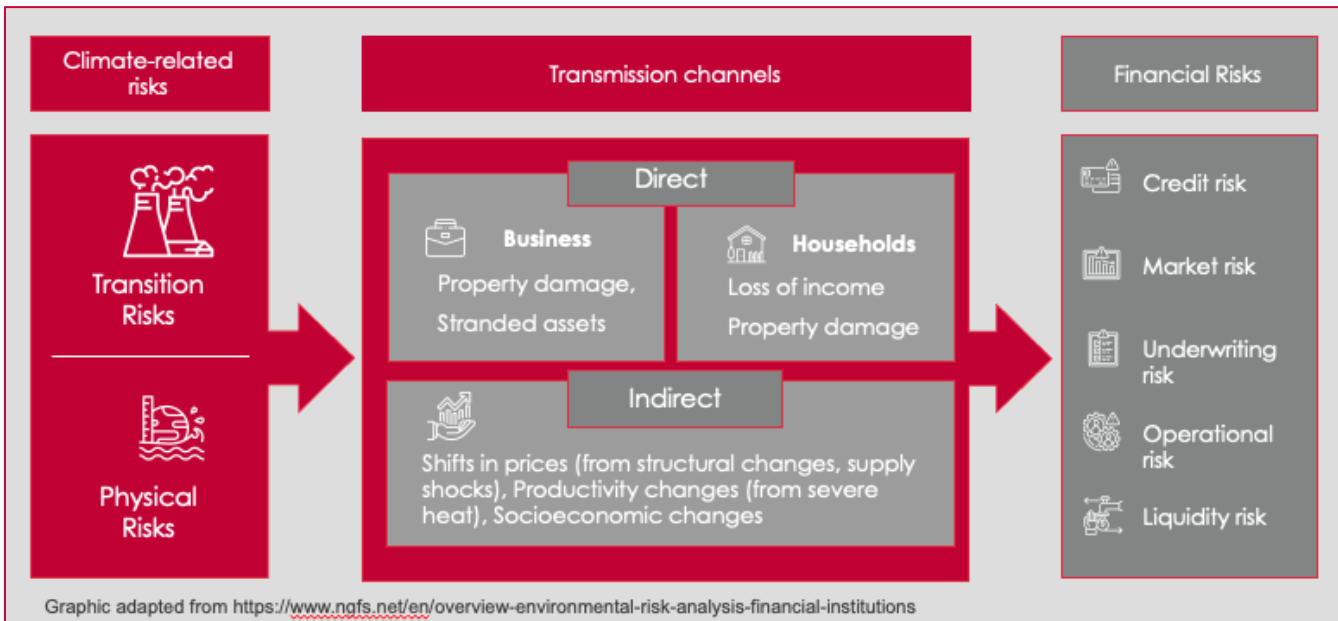 Climate-related
risks
Transmission channels
Financial Risks
Transition
Risks
Physical
Risks
Direct
Business
Property damage,
Stranded assets
Households
Loss of income
Property damage
Indirect
Shifts in prices (from structural changes, supply
shocks), Productivity changes (from severe
heat), Socioeconomic changes
Credit risk
Market risk
Underwriting
risk
Operational
risk
Liquidity risk
Graphic adapted from https://www.ngfs.net/en/overview-environmental-risk-analysis-financial-institutions